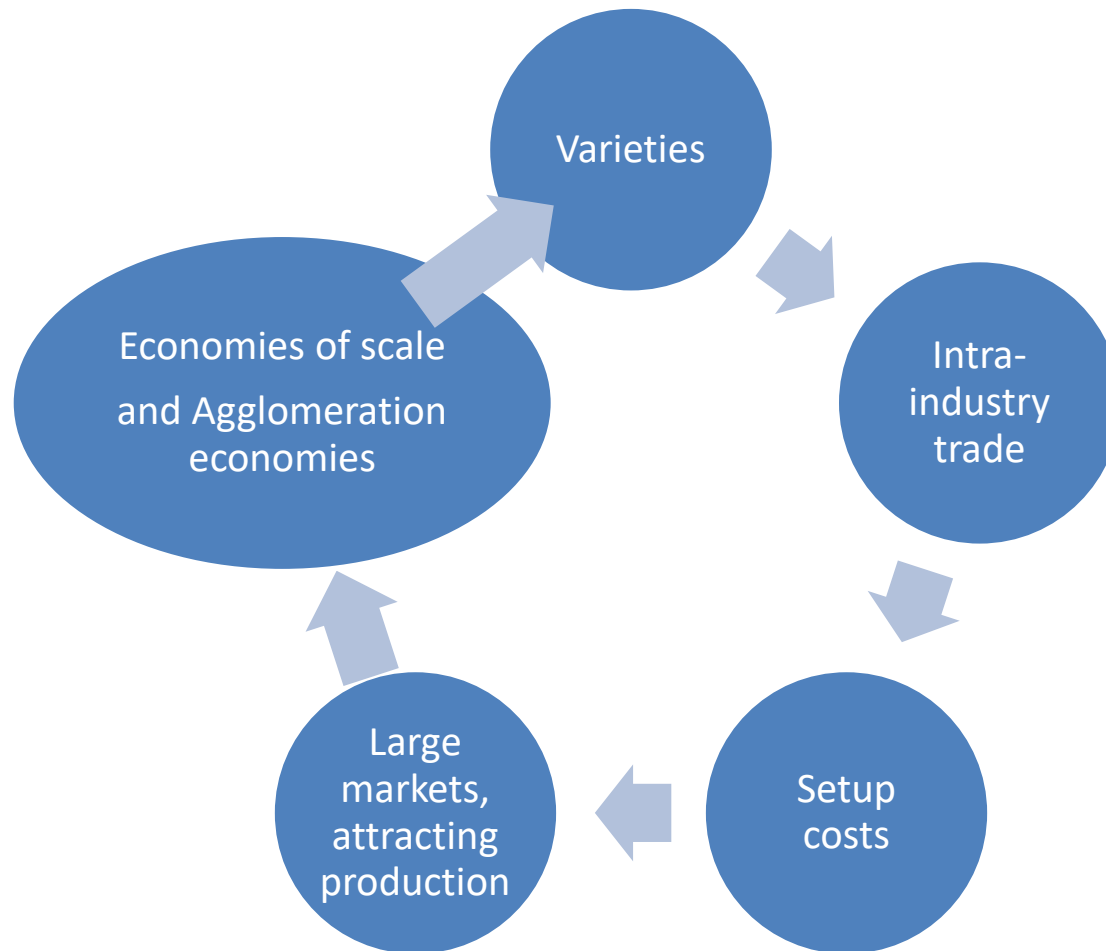 Varieties
Economies of scale
and Agglomeration
economies
Intra-
industry
trade
Large
markets,
attracting
production
Setup
costs